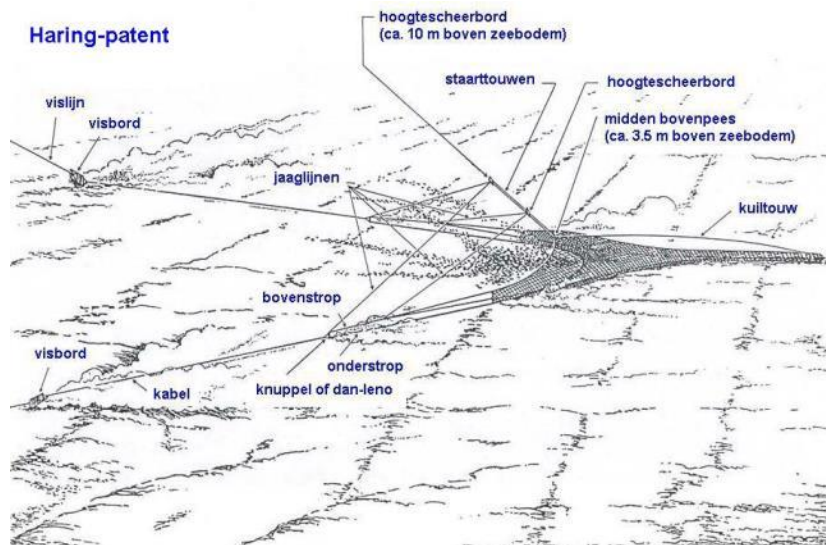 Haring-patent
hoogtescheerbord
(ca. 10 m boven zeebodem)
staarttouwen
hoogtescheerbord
vislijn
visbord
midden bovenpees
(ca. 3.5 m boven zeebodem)
jaaglijnen
kuiltouw
bovenstrop
visbord
onderstrop
kabel
knuppel of dan-leno